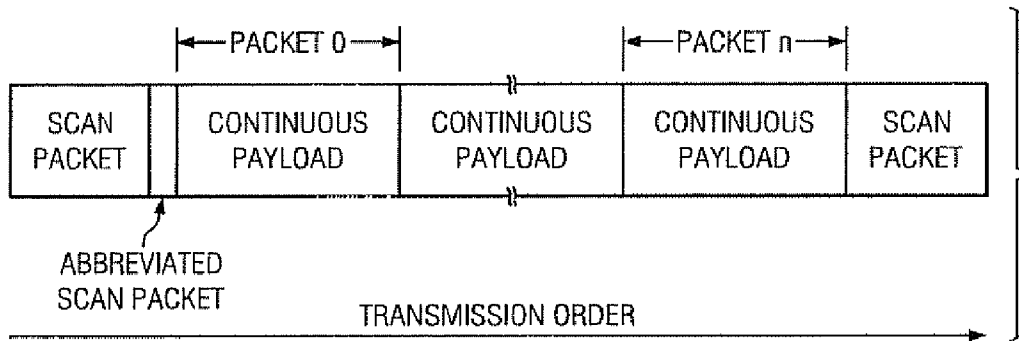 PACKET 0
PACKET n
SCAN
PACKET
CONTINUOUS
PAYLOAD
CONTINUOUS
PAYLOAD
CONTINUOUS
PAYLOAD
SCAN
PACKET
ABBREVIATED
SCAN PACKET
TRANSMISSION ORDER